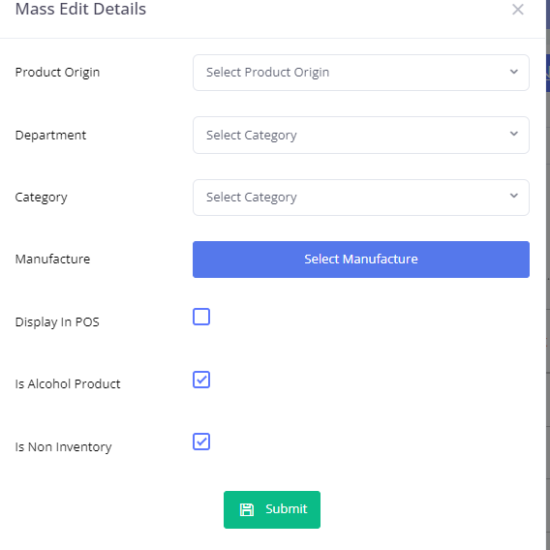 Mass Edit Details
Product Origin Select Product Origin
Department Select Category
Category Select Category
Manufacture Select Manufacture
Display In POS
Is Alcohol Product
Is Non Inventory
Submit